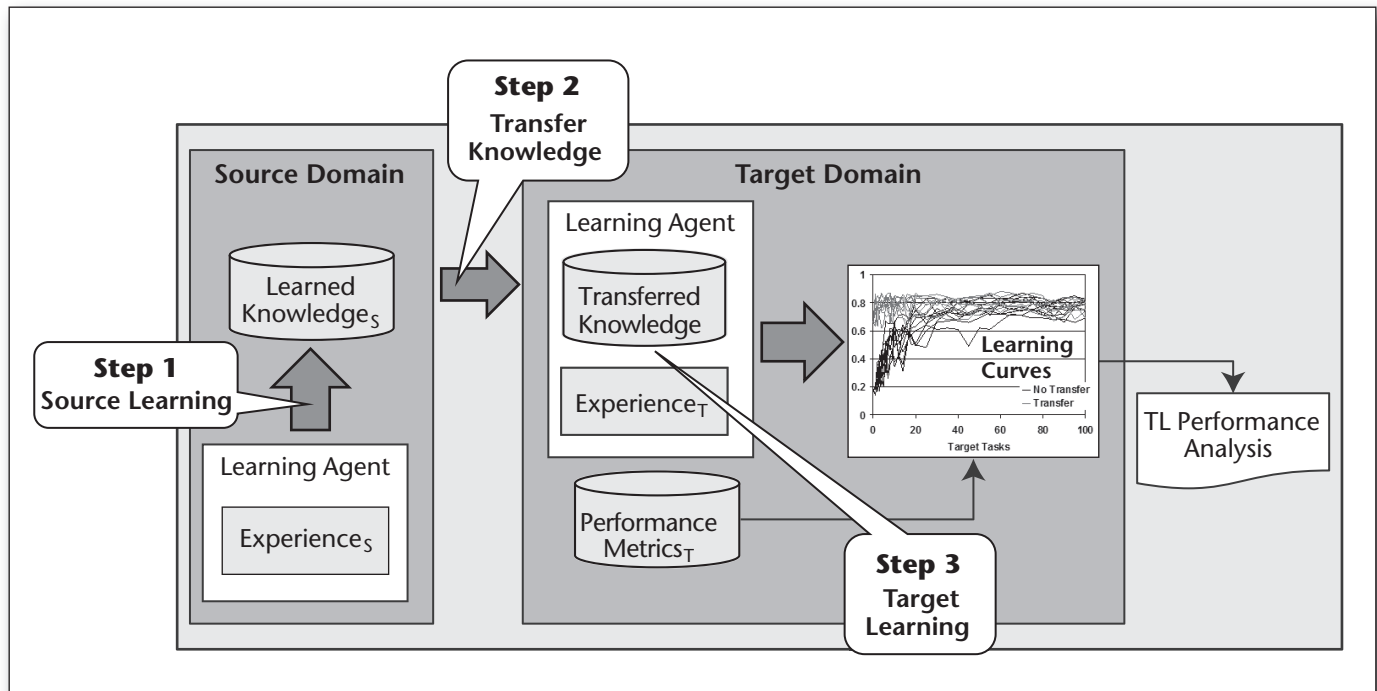 Step 2
Transfer
Knowledge
Source Domain
Target Domain
Learning Agent
Learned
Knowledge_S
Transferred
Knowledge
Step 1
Source Learning
Experience_T
Learning Agent
Experience_S
Performance
Metrics_T
1
0.8
0.6
0.4
0.2
0
0 20 40 60 80 100
Target Tasks
Learning
Curves
— No Transfer
— Transfer
TL Performance
Analysis
Step 3
Target
Learning